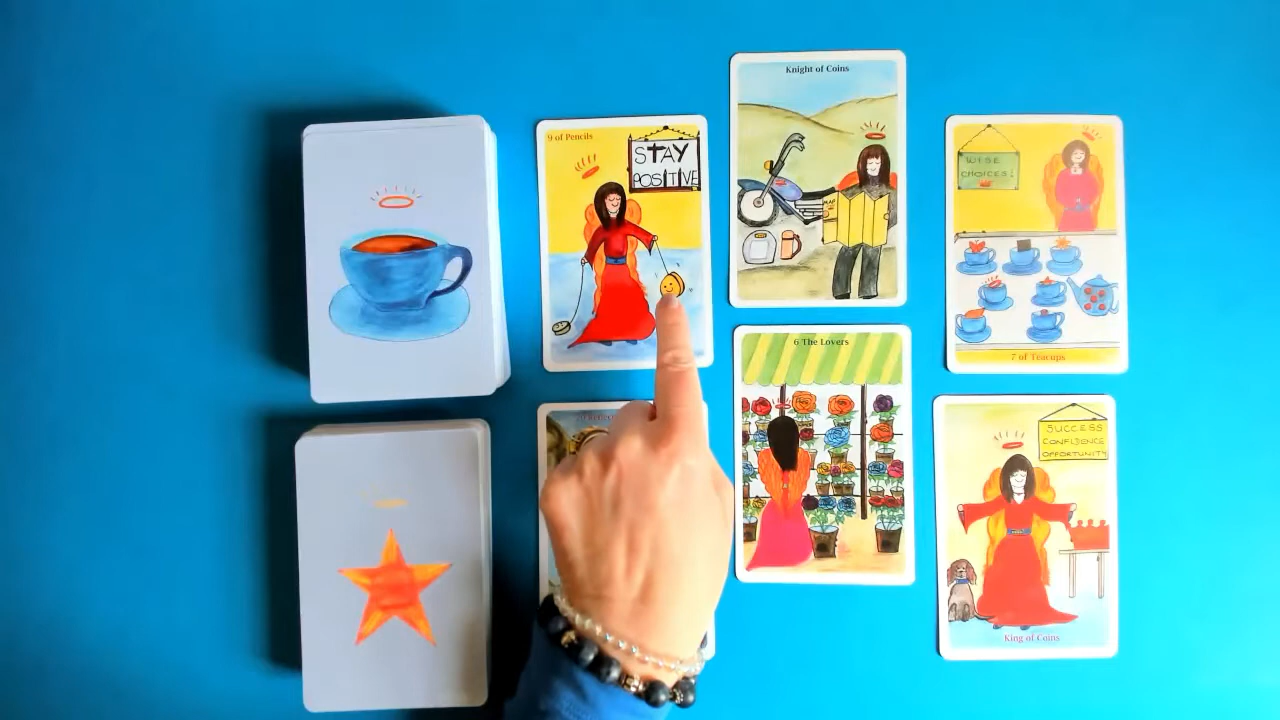 9 of Pencils
STAY
POSITIVE
Knight of Coins
MAP
WISE
CHOICES!
7 of Teacups
6 The Lovers
SUCCESS
CONFIDENCE
OPPORTUNITY
King of Coins